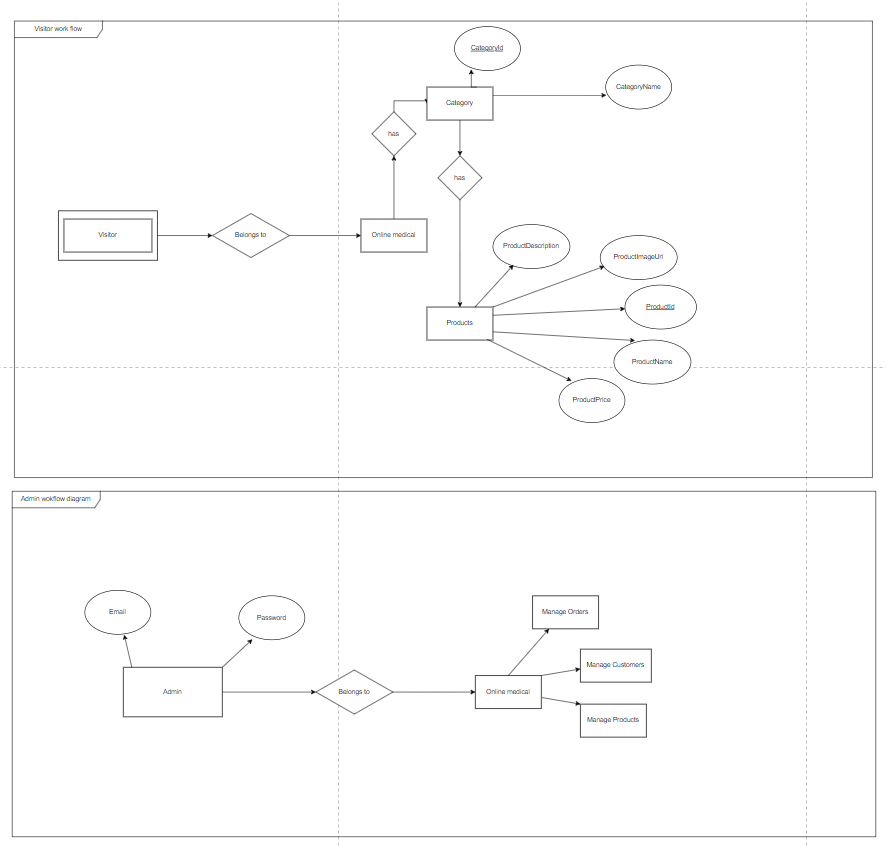 Visitor work flow
CategoryId
CategoryName
Category
has
has
Visitor
Belongs to
Online medical
ProductDescription
ProductImageUrl
ProductId
Products
ProductName
ProductPrice
Admin wokflow diagram
Email
Password
Manage Orders
Manage Customers
Admin
Belongs to
Online medical
Manage Products